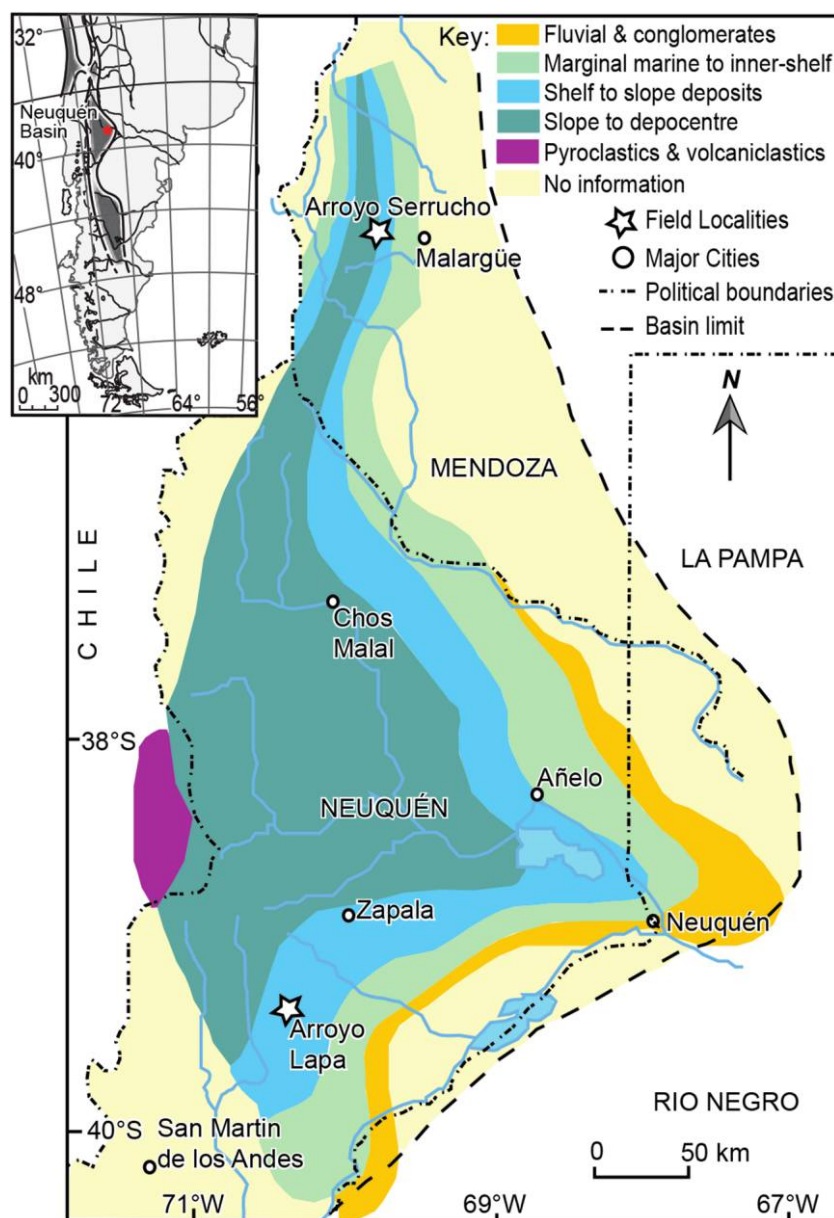 32°
Neuquén
Basin
40°
48°
km
0 300 72° 64° 56°
Key:
Fluvial & conglomerates
Marginal marine to inner-shelf
Shelf to slope deposits
Slope to depocentre
Pyroclastics & volcaniclastics
No information
Field Localities
Major Cities
Political boundaries
Basin limit
Arroyo Serrucho
Malargüe
N
MENDOZA
LA PAMPA
CHILE
Chos
Malal
38°S
Añelo
NEUQUÉN
Zapala
Neuquén
Arroyo
Lapa
RIO NEGRO
40°S
San Martin
de los Andes
0 50 km
71°W 69°W 67°W